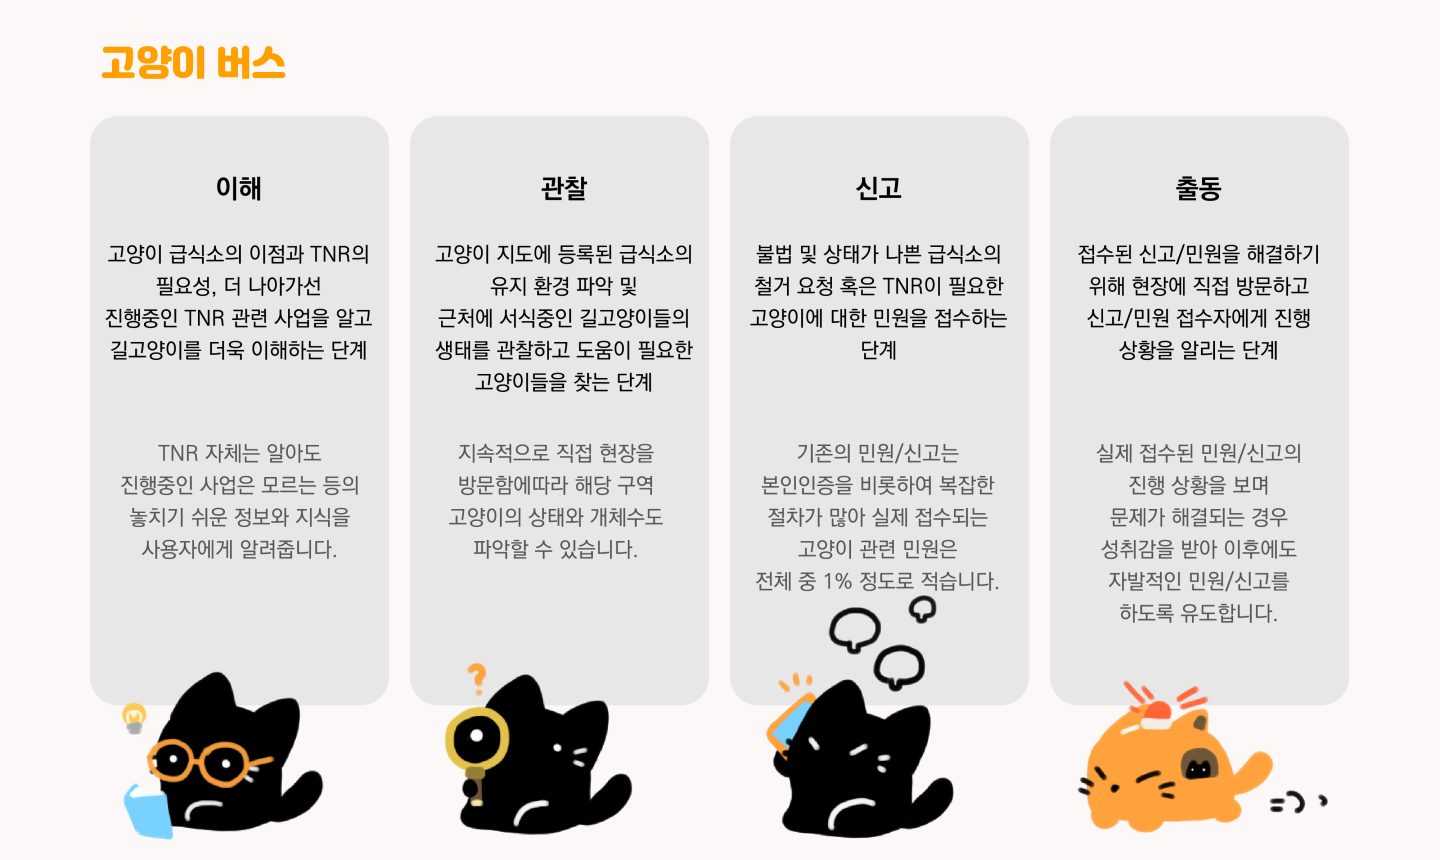 고양이 버스
이해
고양이 급식소의 이점과 TNR의
필요성, 더 나아가선
진행중인 TNR 관련 사업을 알고
길고양이를 더욱 이해하는 단계
TNR 자체는 알아도
진행중인 사업은 모르는 등의
놓치기 쉬운 정보와 지식을
사용자에게 알려줍니다.
관찰
고양이 지도에 등록된 급식소의
유지 환경 파악 및
근처에 서식중인 길고양이들의
생태를 관찰하고 도움이 필요한
고양이들을 찾는 단계
지속적으로 직접 현장을
방문함에따라 해당 구역
고양이의 상태와 개체수도
파악할 수 있습니다.
신고
불법 및 상태가 나쁜 급식소의
철거 요청 혹은 TNR이 필요한
고양이에 대한 민원을 접수하는
단계
기존의 민원/신고는
본인인증을 비롯하여 복잡한
절차가 많아 실제 접수되는
고양이 관련 민원은
전체 중 1% 정도로 적습니다.
출동
접수된 신고/민원을 해결하기
위해 현장에 직접 방문하고
신고/민원 접수자에게 진행
상황을 알리는 단계
실제 접수된 민원/신고의
진행 상황을 보며
문제가 해결되는 경우
성취감을 받아 이후에도
자발적인 민원/신고를
하도록 유도합니다.
?